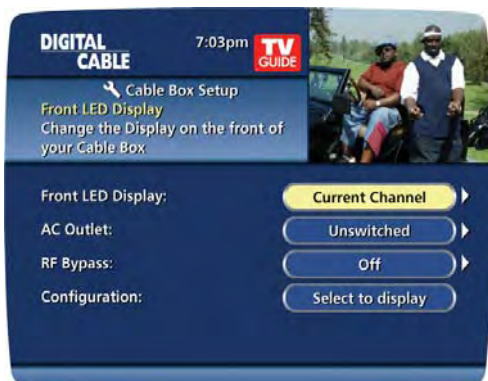 DIGITAL
CABLE
7:03pm
TV
GUIDE
Cable Box Setup
Front LED Display
Change the Display on the front of
your Cable Box
Front LED Display: Current Channel
AC Outlet: Unswitched
RF Bypass: Off
Configuration: Select to display